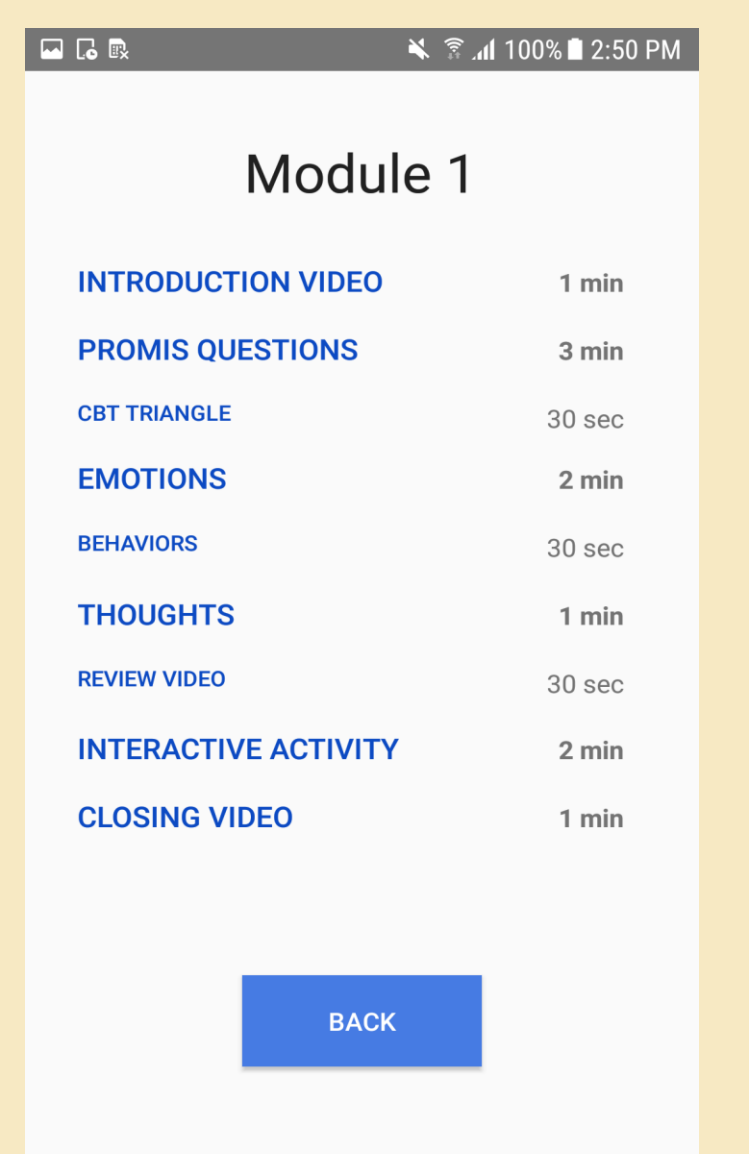 100% 2:50 PM
Module 1
INTRODUCTION VIDEO 1 min
PROMIS QUESTIONS 3 min
CBT TRIANGLE 30 sec
EMOTIONS 2 min
BEHAVIORS 30 sec
THOUGHTS 1 min
REVIEW VIDEO 30 sec
INTERACTIVE ACTIVITY 2 min
CLOSING VIDEO 1 min
BACK